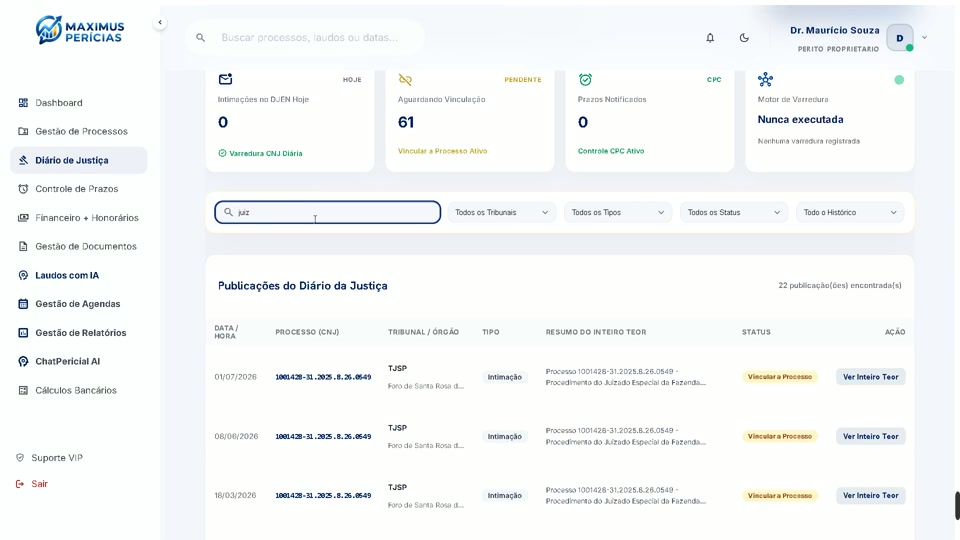 MAXIMUS
PERÍCIAS
Dashboard
Gestão de Processos
Diário de Justiça
Controle de Prazos
Financeiro + Honorários
Gestão de Documentos
Laudos com IA
Gestão de Agendas
Gestão de Relatórios
ChatPericial AI
Cálculos Bancários
Suporte VIP
Sair
Buscar processos, laudos ou datas...
Dr. Maurício Souza
PERITO PROPRIETARIO
D
HOJE
Intimações no DJEN Hoje
0
Varredura CNJ Diária
PENDENTE
Aguardando Vinculação
61
Vincular a Processo Ativo
CPC
Prazos Notificados
0
Controle CPC Ativo
Motor de Varredura
Nunca executada
Nenhuma varredura registrada
juiz
Todos os Tribunais
Todos os Tipos
Todos os Status
Todo o Histórico
Publicações do Diário da Justiça
22 publicação(ões) encontrada(s)
DATA / HORA PROCESSO (CNJ) TRIBUNAL / ÓRGÃO TIPO RESUMO DO INTEIRO TEOR STATUS AÇÃO
01/07/2026 1001428-31.2025.8.26.0549 TJSP Intimação Processo 1001428-31.2025.8.26.0549 - Vincular a Processo Ver Inteiro Teor
Foro de Santa Rosa d... Procedimento do Juizado Especial da Fazenda...
08/06/2026 1001428-31.2025.8.26.0549 TJSP Intimação Processo 1001428-31.2025.8.26.0549 - Vincular a Processo Ver Inteiro Teor
Foro de Santa Rosa d... Procedimento do Juizado Especial da Fazenda...
18/03/2026 1001428-31.2025.8.26.0549 TJSP Intimação Processo 1001428-31.2025.8.26.0549 - Vincular a Processo Ver Inteiro Teor
Foro de Santa Rosa d... Procedimento do Juizado Especial da Fazenda...